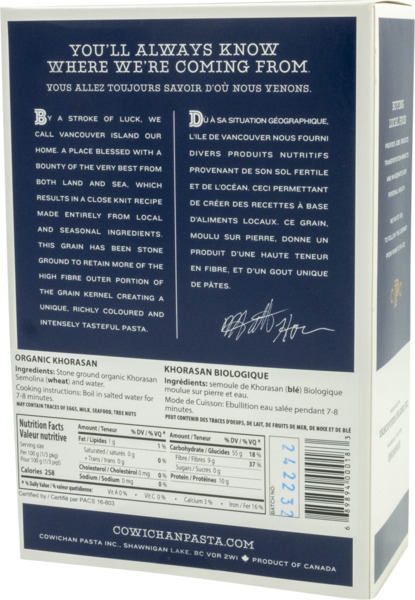 YOU'LL ALWAYS KNOW
WHERE WE'RE COMING FROM.
VOUS ALLEZ TOUJOURS SAVOIR D'OÙ NOUS VENONS.
BY A STROKE OF LUCK, WE
CALL VANCOUVER ISLAND OUR
HOME. A PLACE BLESSED WITH A
BOUNTY OF THE VERY BEST FROM
BOTH LAND AND SEA, WHICH
RESULTS IN A CLOSE KNIT RECIPE
MADE ENTIRELY FROM LOCAL
AND SEASONAL INGREDIENTS.
THIS GRAIN HAS BEEN STONE
GROUND TO RETAIN MORE OF THE
HIGH FIBRE OUTER PORTION OF
THE GRAIN KERNEL CREATING A
UNIQUE, RICHLY COLOURED AND
INTENSELY TASTEFUL PASTA.
DU À SA SITUATION GÉOGRAPHIQUE,
L'ILE DE VANCOUVER NOUS FOURNI
DIVERS PRODUITS NUTRITIFS
PROVENANT DE SON SOL FERTILE
ET DE L'OCÉAN. CECI PERMETTANT
DE CRÉER DES RECETTES À BASE
D'ALIMENTS LOCAUX. CE GRAIN,
MOULU SUR PIERRE, DONNE UN
PRODUIT D'UNE HAUTE TENEUR
EN FIBRE, ET D'UN GOUT UNIQUE
DE PÂTES.
ORGANIC KHORASAN
Ingredients: Stone ground organic Khorasan
Semolina (wheat) and water.
Cooking instructions: Boil in salted water for
7-8 minutes.
MAY CONTAIN TRACES OF EGGS, MILK, SEAFOOD, TREE NUTS
KHORASAN BIOLOGIQUE
Ingrédients: semoule de Khorasan (blé) Biologique
moulue sur pierre et eau.
Mode de Cuisson: Ebullition eau salée pendant 7-8
minutes.
PEUT CONTENIR DES TRACES D'OEUFS, DE LAIT, DE FRUITS DE MER, DE NOIX ET DE BLÉ
Nutrition Facts
Valeur nutritive
Serving size
Per 100 g (1/5 pkg)
Pour 100 g (1/5 pqt)
Calories 258
Amount / Teneur % DV / % VQ *
Fat / Lipides 1 g 1 %
Saturated / saturés 0 g
+ Trans / trans 0 g 0 %
Cholesterol / Cholestérol 0 mg 0 %
Sodium / Sodium 0 mg 0 %
Amount / Teneur % DV / % VQ *
Carbohydrate / Glucides 55 g 18 %
Fibre / Fibres 9 g 37 %
Sugars / Sucres 0 g
Protein / Protéines 10 g
* % Daily Value / % valeur quotidienne: Vit A 0 % • Vit C 0 % • Calcium 3 % • Iron / Fer 16 %
Certified by / Certifié par PACS 16-603
BATCH NO
COWICHANPASTA.COM
COWICHAN PASTA INC., SHAWNIGAN LAKE, BC V0R 2W1 PRODUCT OF CANADA
BUYING
LOCAL FOOD